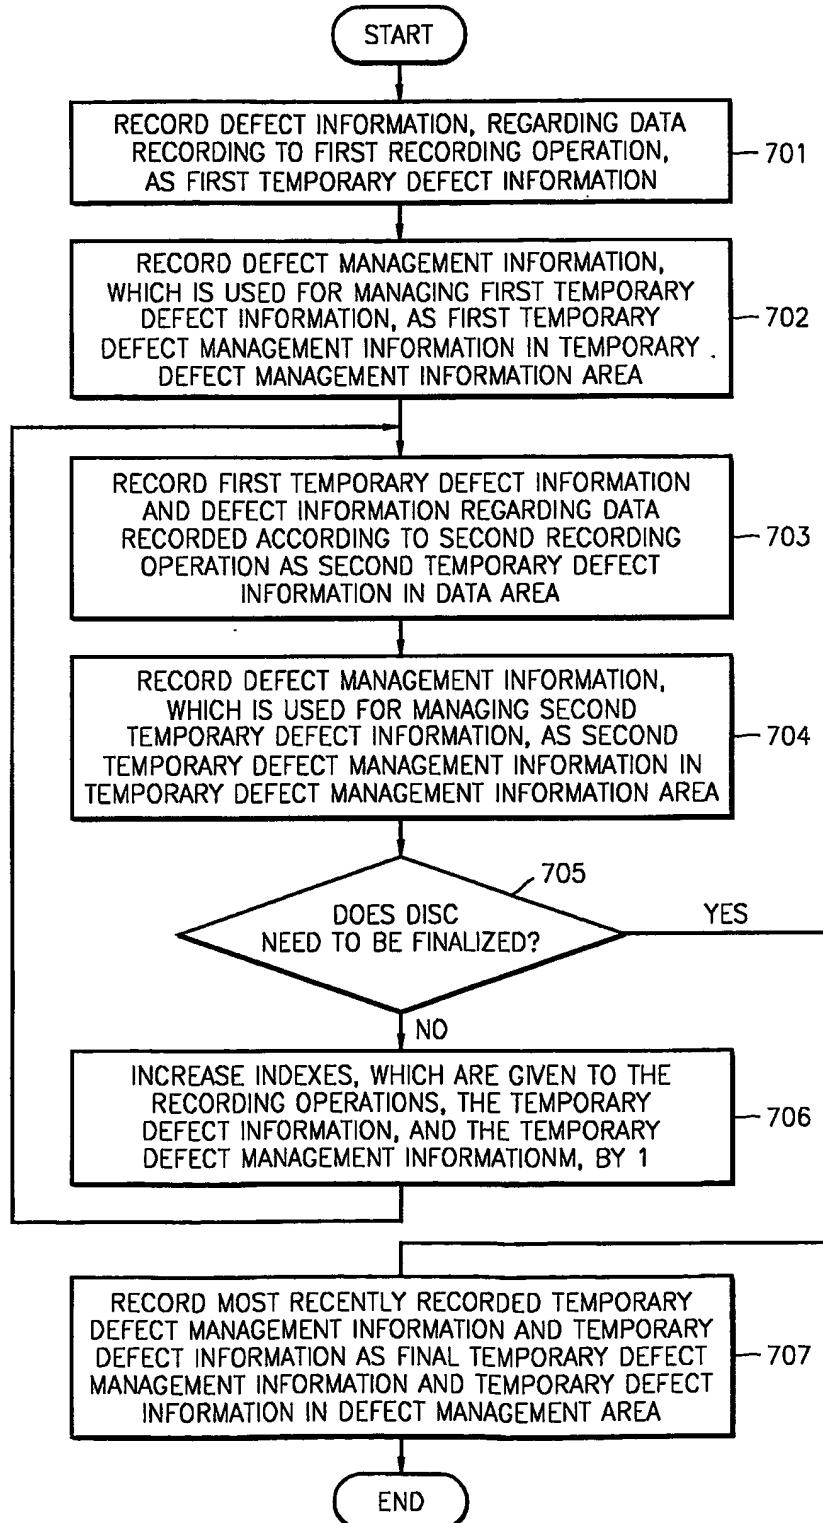 START
RECORD DEFECT INFORMATION, REGARDING DATA
RECORDING TO FIRST RECORDING OPERATION,
AS FIRST TEMPORARY DEFECT INFORMATION
701
RECORD DEFECT MANAGEMENT INFORMATION,
WHICH IS USED FOR MANAGING FIRST TEMPORARY
DEFECT INFORMATION, AS FIRST TEMPORARY
DEFECT MANAGEMENT INFORMATION IN TEMPORARY
DEFECT MANAGEMENT INFORMATION AREA
702
RECORD FIRST TEMPORARY DEFECT INFORMATION
AND DEFECT INFORMATION REGARDING DATA
RECORDED ACCORDING TO SECOND RECORDING
OPERATION AS SECOND TEMPORARY DEFECT
INFORMATION IN DATA AREA
703
RECORD DEFECT MANAGEMENT INFORMATION,
WHICH IS USED FOR MANAGING SECOND
TEMPORARY DEFECT INFORMATION, AS SECOND
TEMPORARY DEFECT MANAGEMENT INFORMATION IN
TEMPORARY DEFECT MANAGEMENT INFORMATION AREA
704
705
DOES DISC
NEED TO BE FINALIZED?
YES
NO
INCREASE INDEXES, WHICH ARE GIVEN TO THE
RECORDING OPERATIONS, THE TEMPORARY
DEFECT INFORMATION, AND THE TEMPORARY
DEFECT MANAGEMENT INFORMATIONM, BY 1
706
RECORD MOST RECENTLY RECORDED TEMPORARY
DEFECT MANAGEMENT INFORMATION AND TEMPORARY
DEFECT INFORMATION AS FINAL TEMPORARY DEFECT
MANAGEMENT INFORMATION AND TEMPORARY DEFECT
INFORMATION IN DEFECT MANAGEMENT AREA
707
END